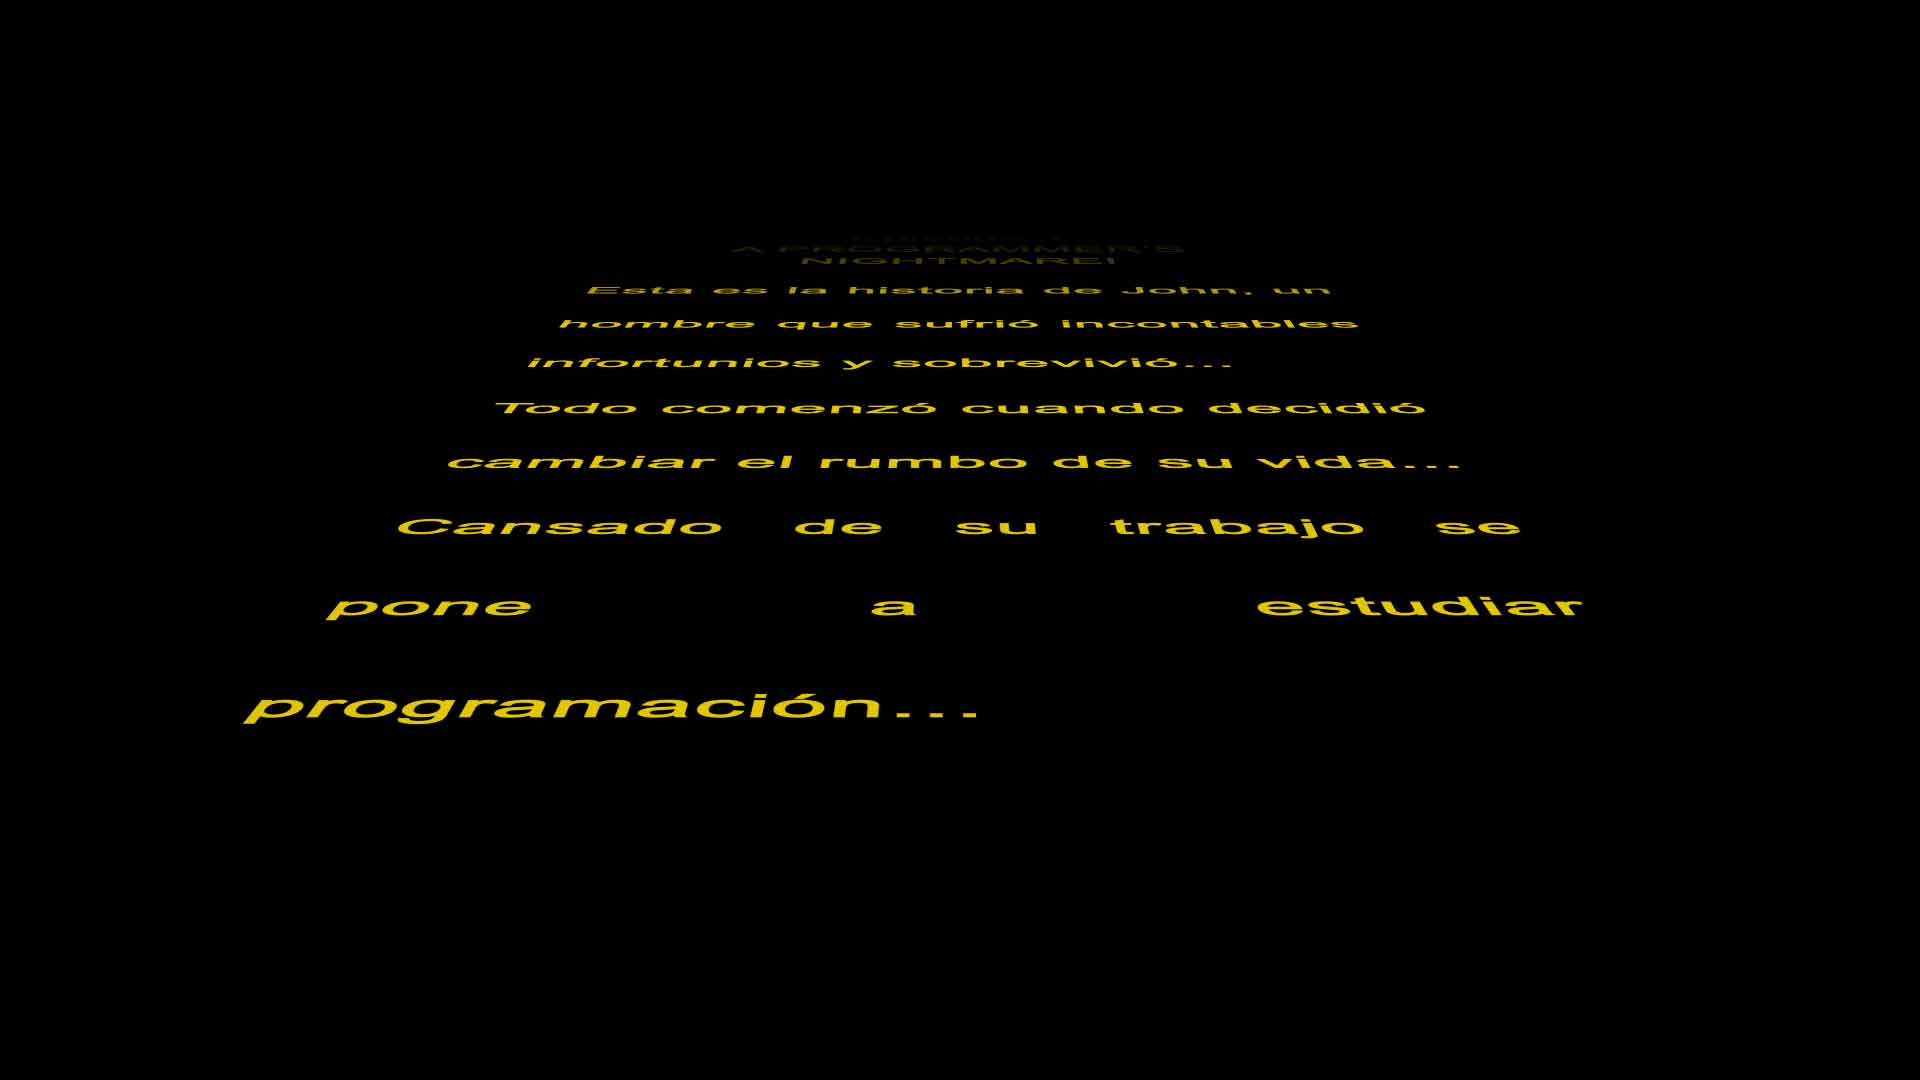 A PROGRAMMER'S
NIGHTMARE!
Esta es la historia de John, un
hombre que sufrió incontables
infortunios y sobrevivió...
Todo comenzó cuando decidió
cambiar el rumbo de su vida...
Cansado de su trabajo se
pone a estudiar
programación...